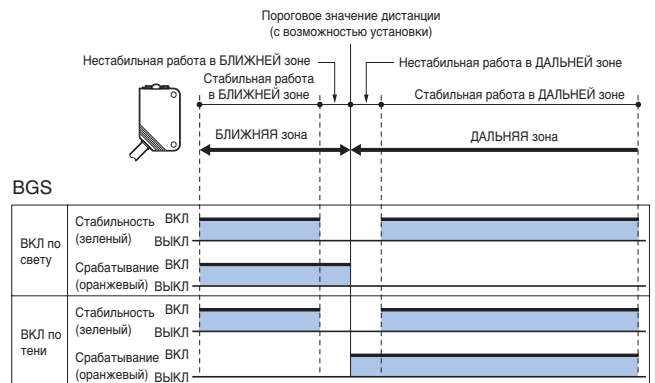 Пороговое значение дистанции
(с возможностью установки)
Нестабильная работа в БЛИЖНЕЙ зоне
Нестабильная работа в ДАЛЬНЕЙ зоне
Стабильная работа
в БЛИЖНЕЙ зоне
Стабильная работа в ДАЛЬНЕЙ зоне
БЛИЖНЯЯ зона
ДАЛЬНЯЯ зона
BGS
ВКЛ по
свету
Стабильность
(зеленый)
ВКЛ
ВЫКЛ
Срабатывание
(оранжевый)
ВКЛ
ВЫКЛ
ВКЛ по
тени
Стабильность
(зеленый)
ВКЛ
ВЫКЛ
Срабатывание
(оранжевый)
ВКЛ
ВЫКЛ